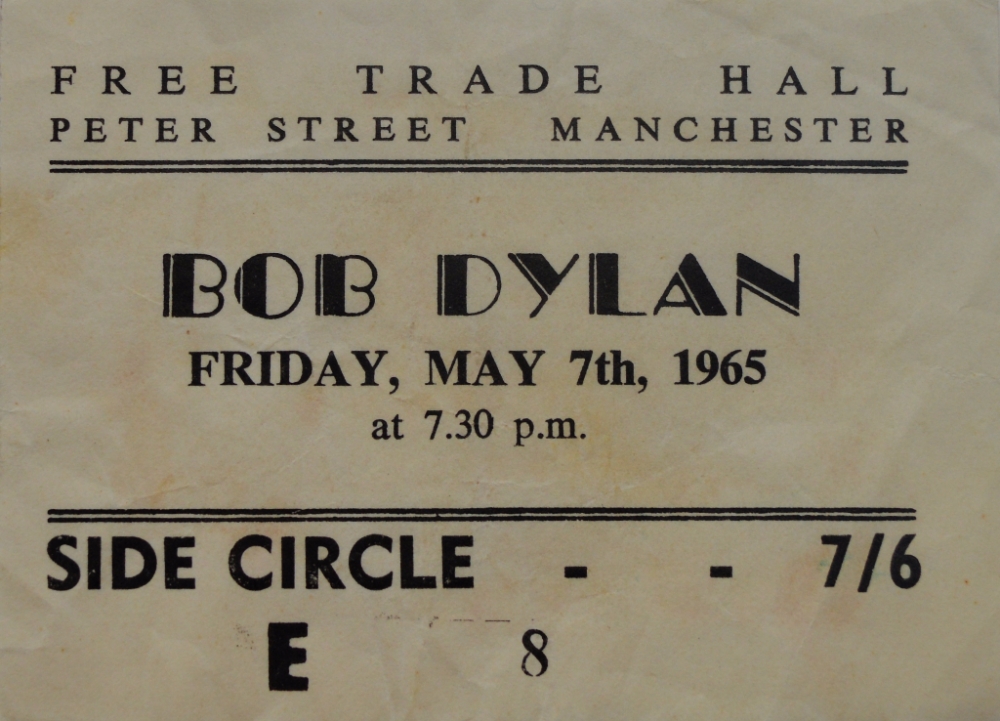 FREE TRADE HALL
PETER STREET MANCHESTER
BOB DYLAN
FRIDAY, MAY 7th, 1965
at 7.30 p.m.
SIDE CIRCLE - - 7/6
E 8